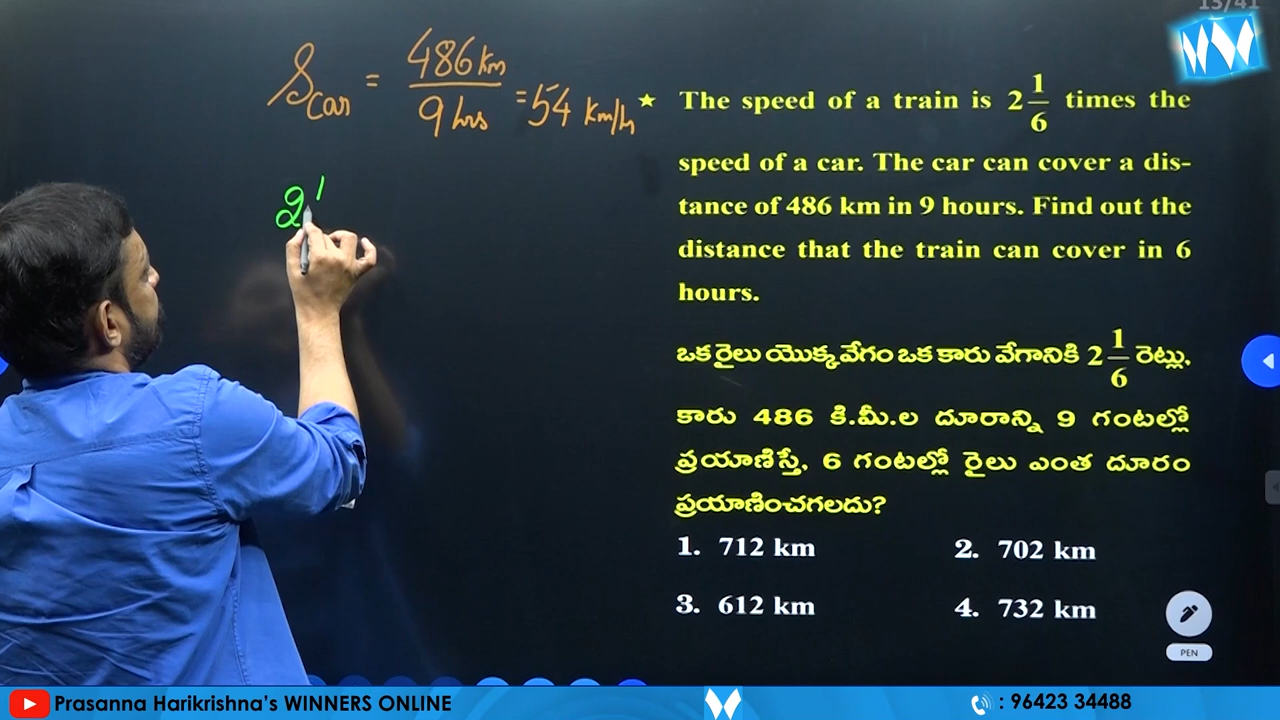 13/41
W
S car = 486 km / 9 hrs = 54 km/hr
2 1
★ The speed of a train is 2 1/6 times the
speed of a car. The car can cover a dis-
tance of 486 km in 9 hours. Find out the
distance that the train can cover in 6
hours.
ఒక రైలు యొక్క వేగం ఒక కారు వేగానికి 2 1/6 రెట్లు.
కారు 486 కి.మీ.ల దూరాన్ని 9 గంటల్లో
ప్రయాణిస్తే, 6 గంటల్లో రైలు ఎంత దూరం
ప్రయాణించగలదు?
1. 712 km 2. 702 km
3. 612 km 4. 732 km
PEN
Prasanna Harikrishna's WINNERS ONLINE
W
: 96423 34488